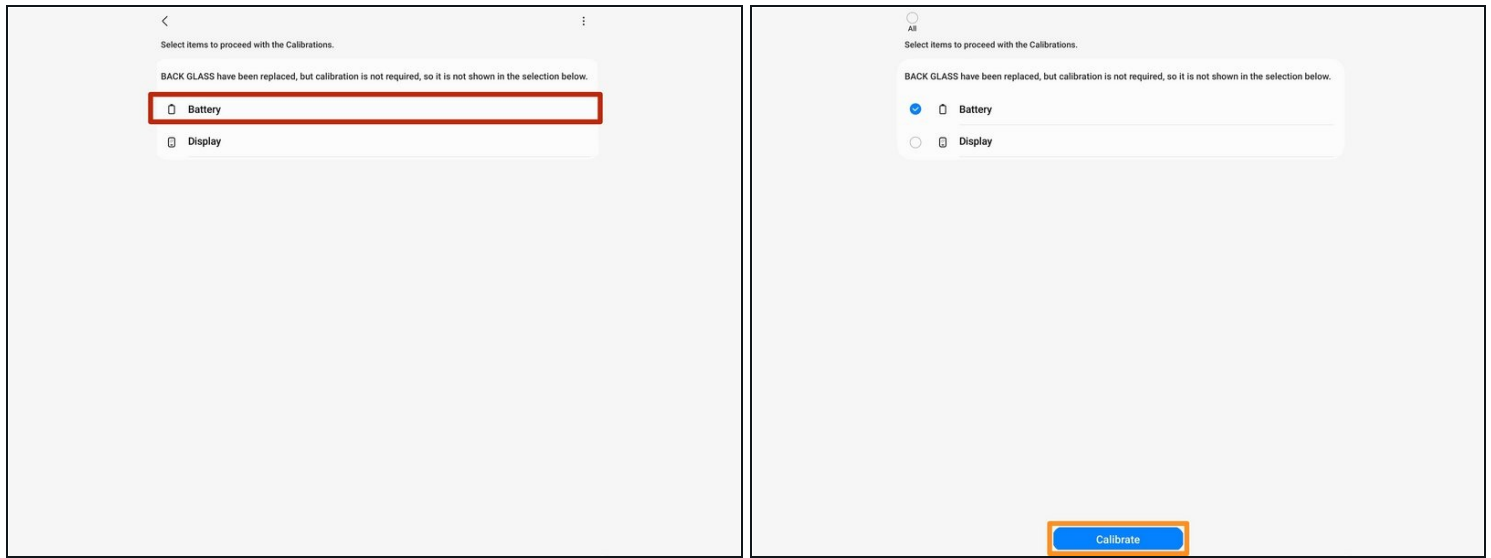 Select items to proceed with the Calibrations.
BACK GLASS have been replaced, but calibration is not required, so it is not shown in the selection below.
Battery
Display
All
Select items to proceed with the Calibrations.
BACK GLASS have been replaced, but calibration is not required, so it is not shown in the selection below.
Battery
Display
Calibrate